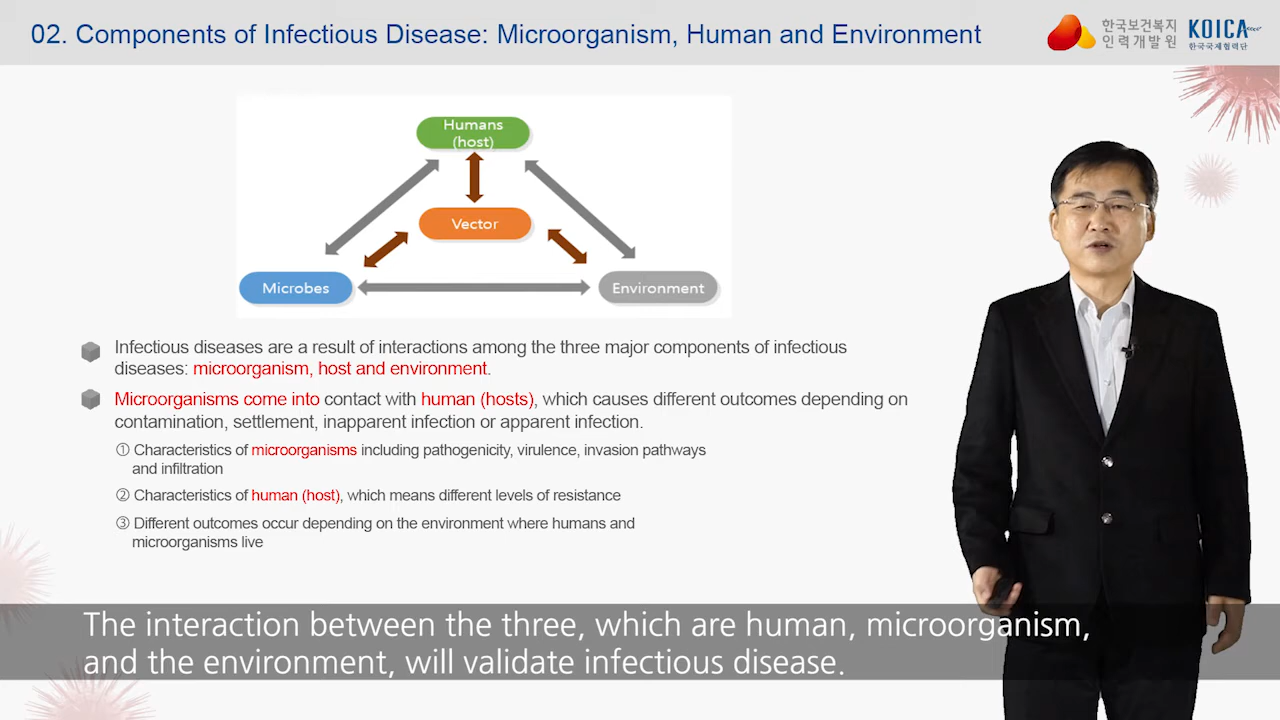 02. Components of Infectious Disease: Microorganism, Human and Environment
한국보건복지
인력개발원
KOICA
한국국제협력단
Humans
(host)
Vector
Microbes
Environment
Infectious diseases are a result of interactions among the three major components of infectious
diseases: microorganism, host and environment.
Microorganisms come into contact with human (hosts), which causes different outcomes depending on
contamination, settlement, inapparent infection or apparent infection.
① Characteristics of microorganisms including pathogenicity, virulence, invasion pathways
and infiltration
② Characteristics of human (host), which means different levels of resistance
③ Different outcomes occur depending on the environment where humans and
microorganisms live
The interaction between the three, which are human, microorganism,
and the environment, will validate infectious disease.